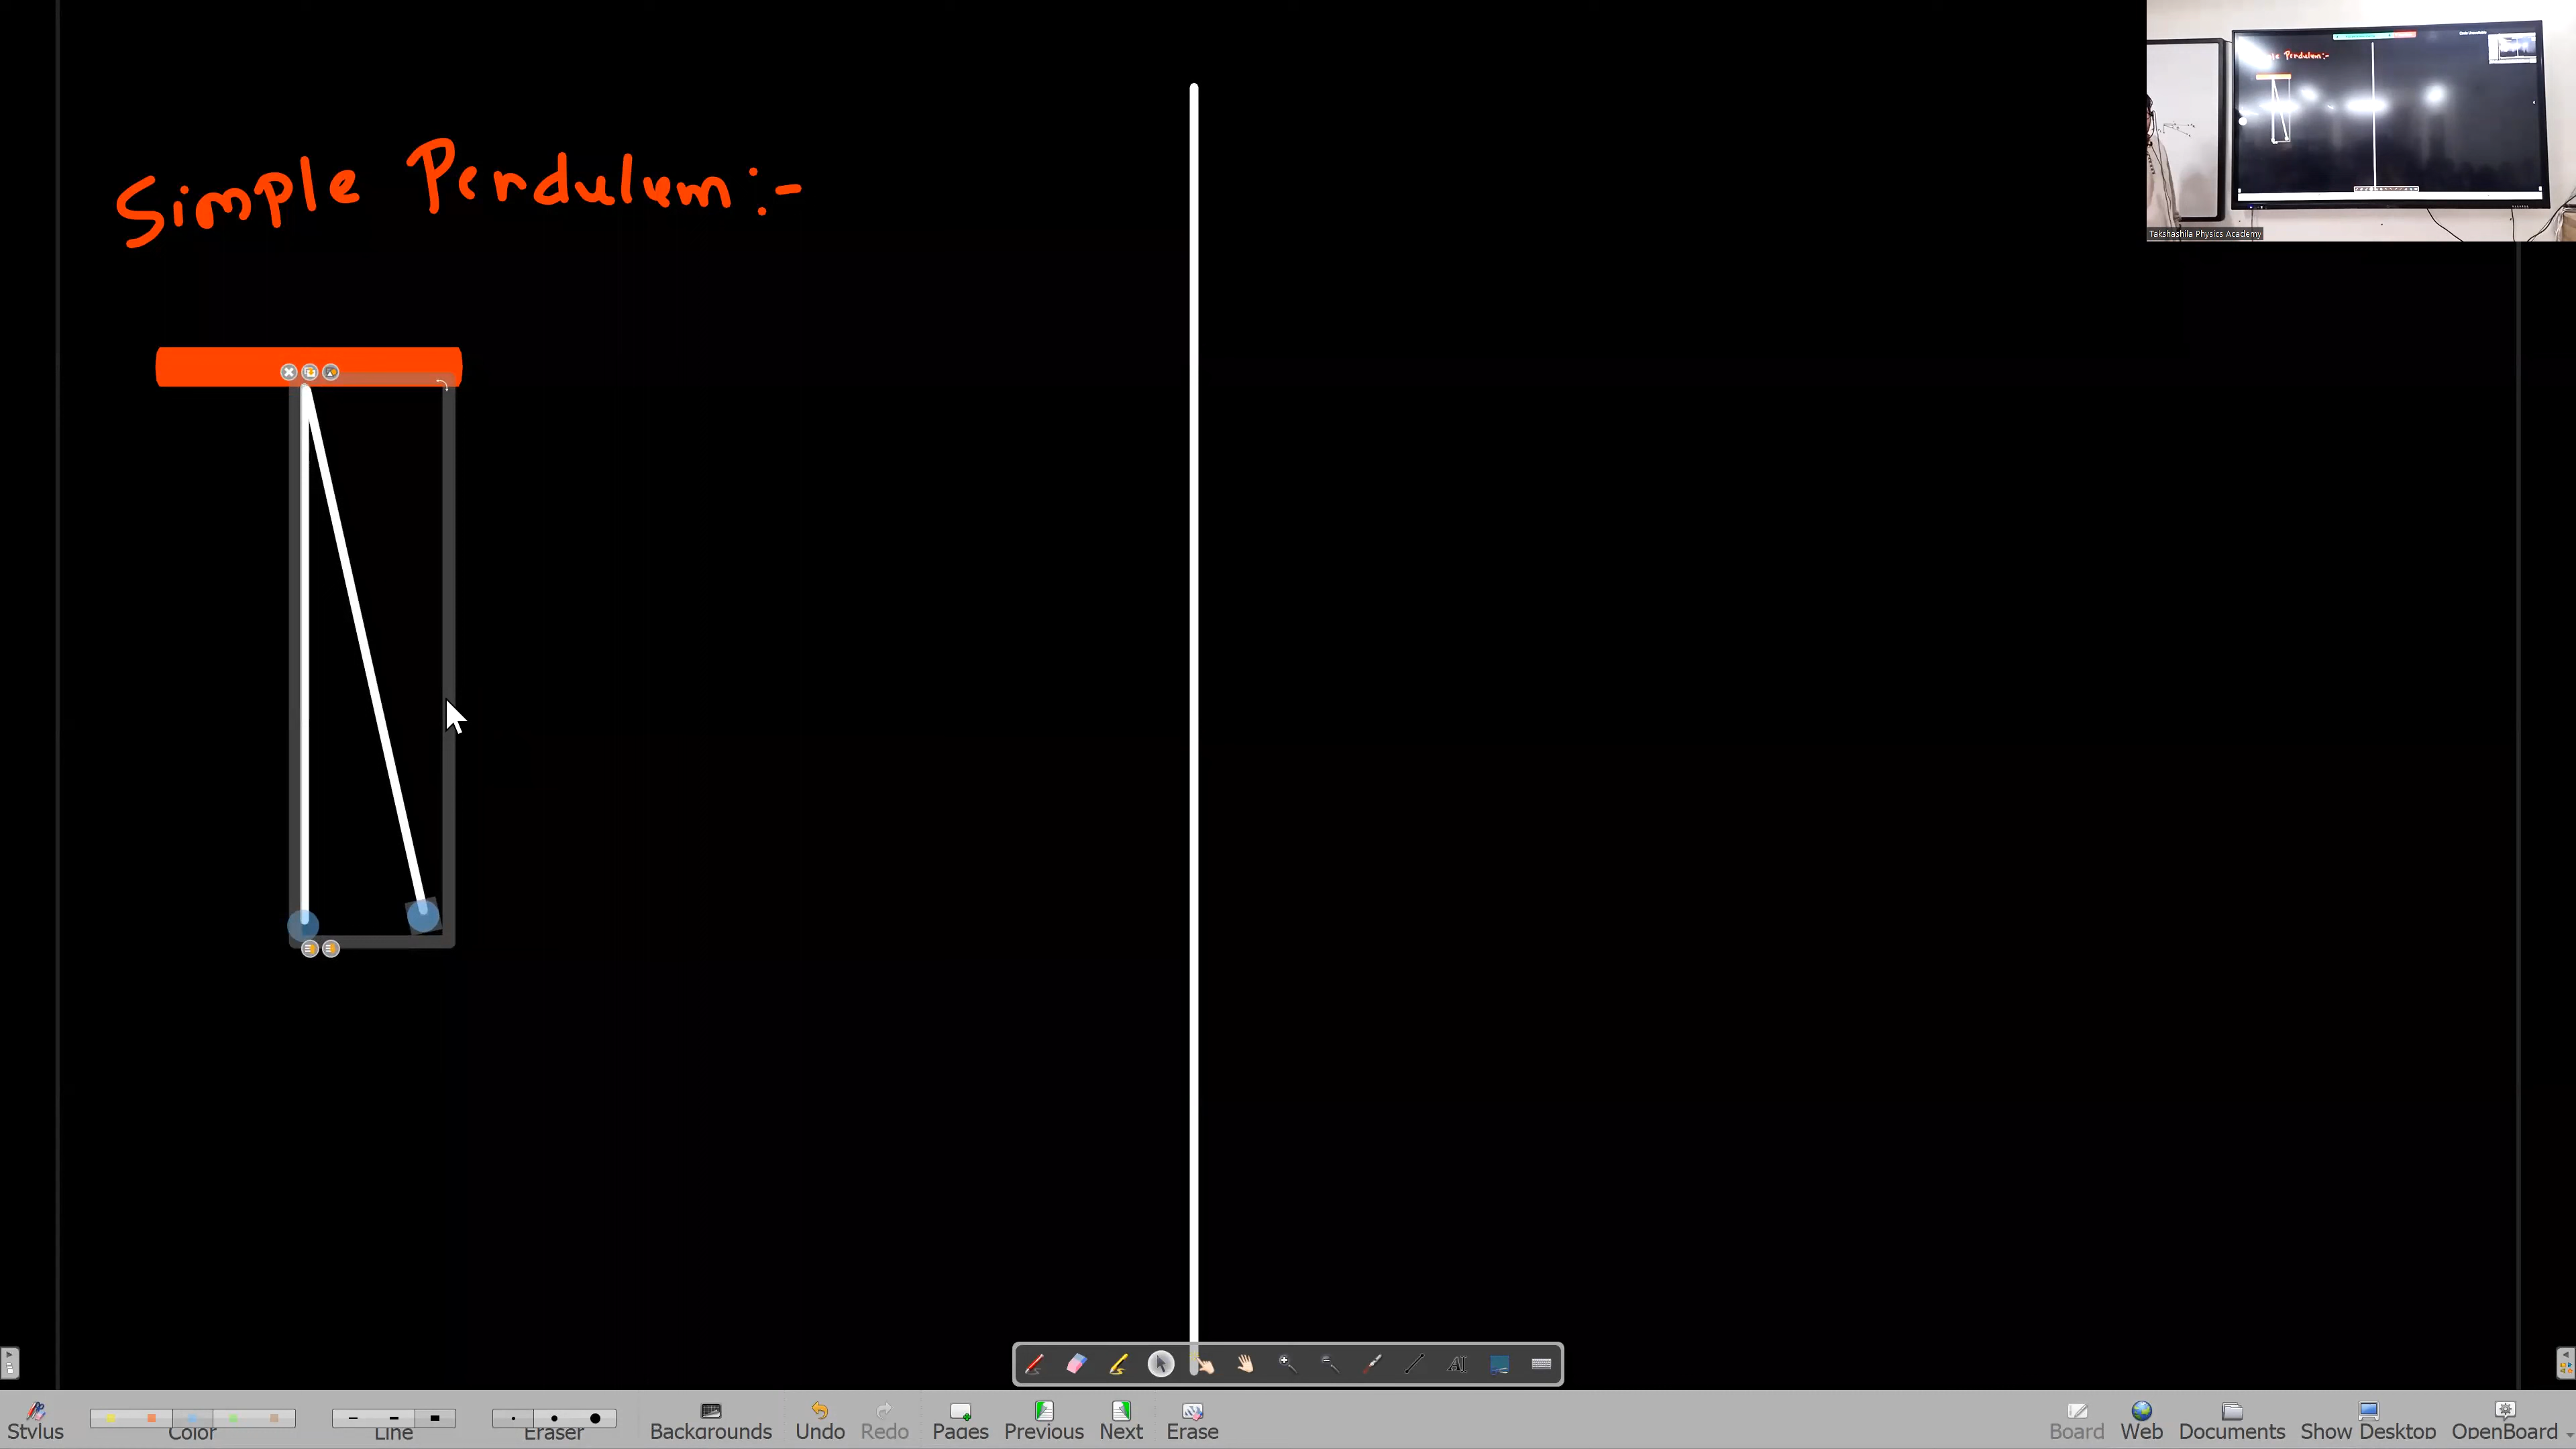 Simple Pendulum:-
Takshashila Physics Academy
Stylus
Color
Line
Eraser
Backgrounds
Undo
Redo
Pages
Previous
Next
Erase
Board
Web
Documents
Show Desktop
OpenBoard